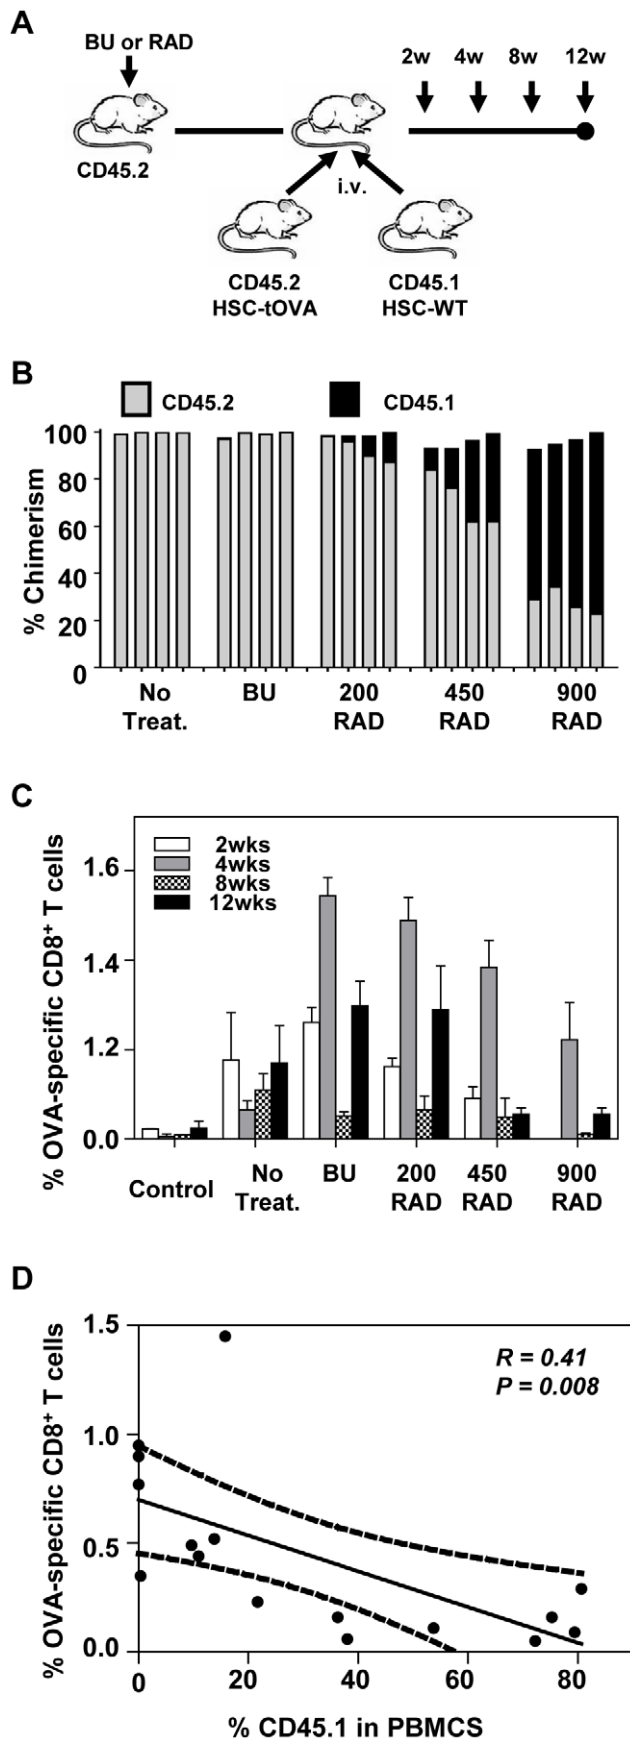 A
BU or RAD
2w 4w 8w 12w
CD45.2
i.v.
CD45.2 CD45.1
HSC-tOVA HSC-WT
B
CD45.2 CD45.1
% Chimerism
100
80
60
40
20
0
No BU 200 450 900
Treat. RAD RAD RAD
C
% OVA-specific CD8⁺ T cells
2wks
4wks
8wks
12wks
1.6
1.4
1.2
0.0
Control No BU 200 450 900
Treat. RAD RAD RAD
D
% OVA-specific CD8⁺ T cells
R = 0.41
P = 0.008
1.5
1.0
0.5
0.0
0 20 40 60 80
% CD45.1 in PBMCS